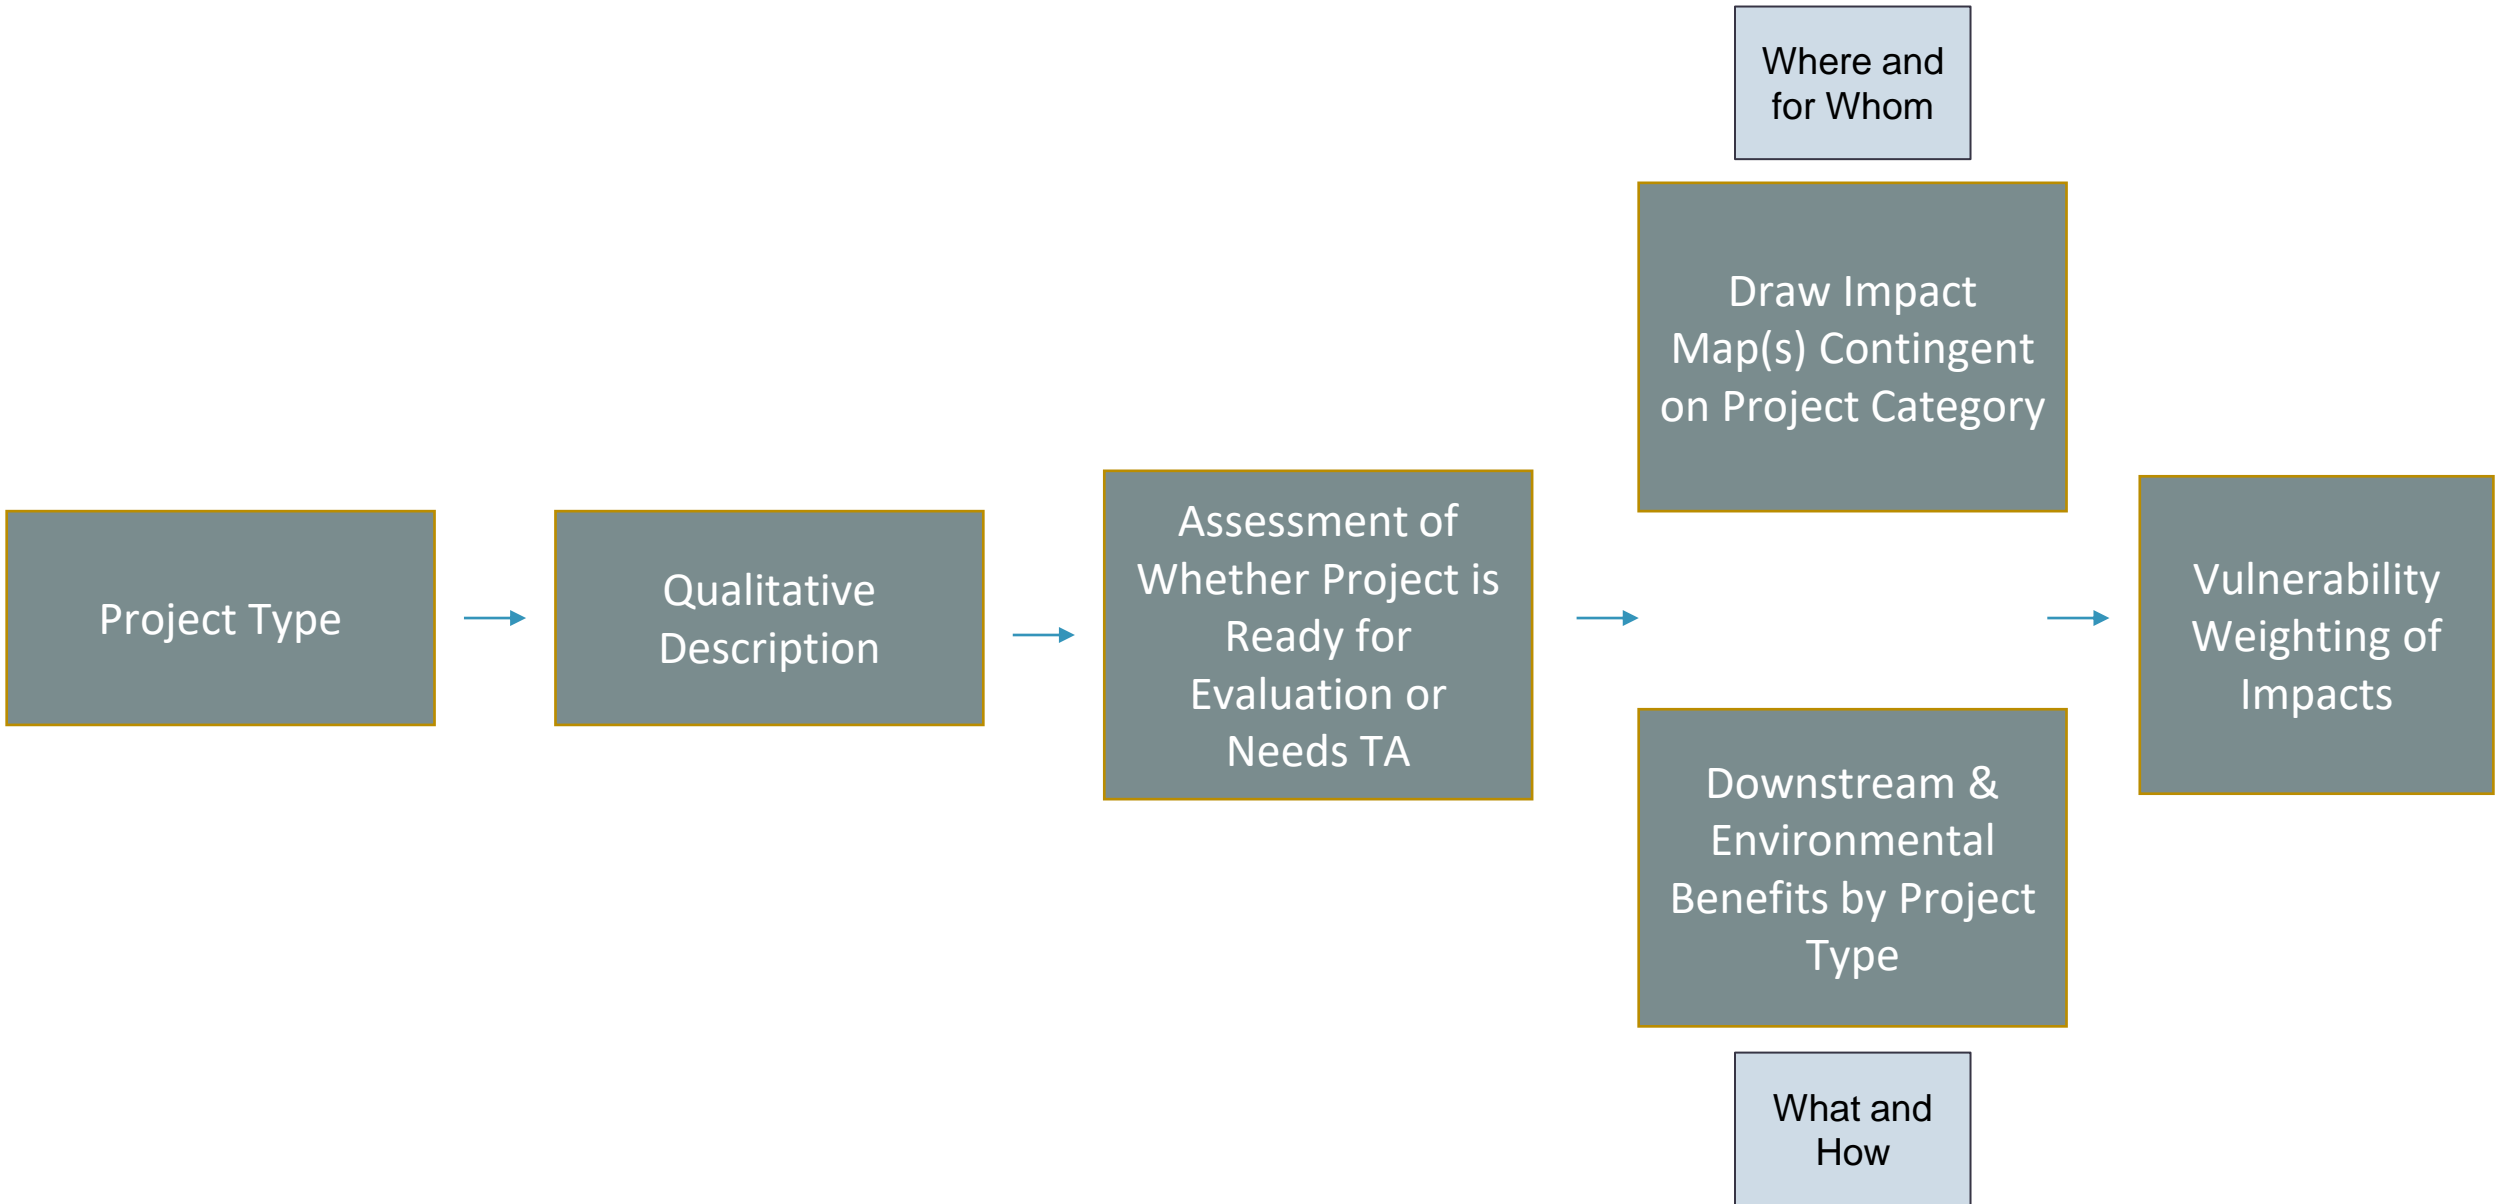 Where and
for Whom
Draw Impact
Map(s) Contingent
on Project Category
Project Type
Qualitative
Description
Assessment of
Whether Project is
Ready for
Evaluation or
Needs TA
Vulnerability
Weighting of
Impacts
Downstream &
Environmental
Benefits by Project
Type
What and
How